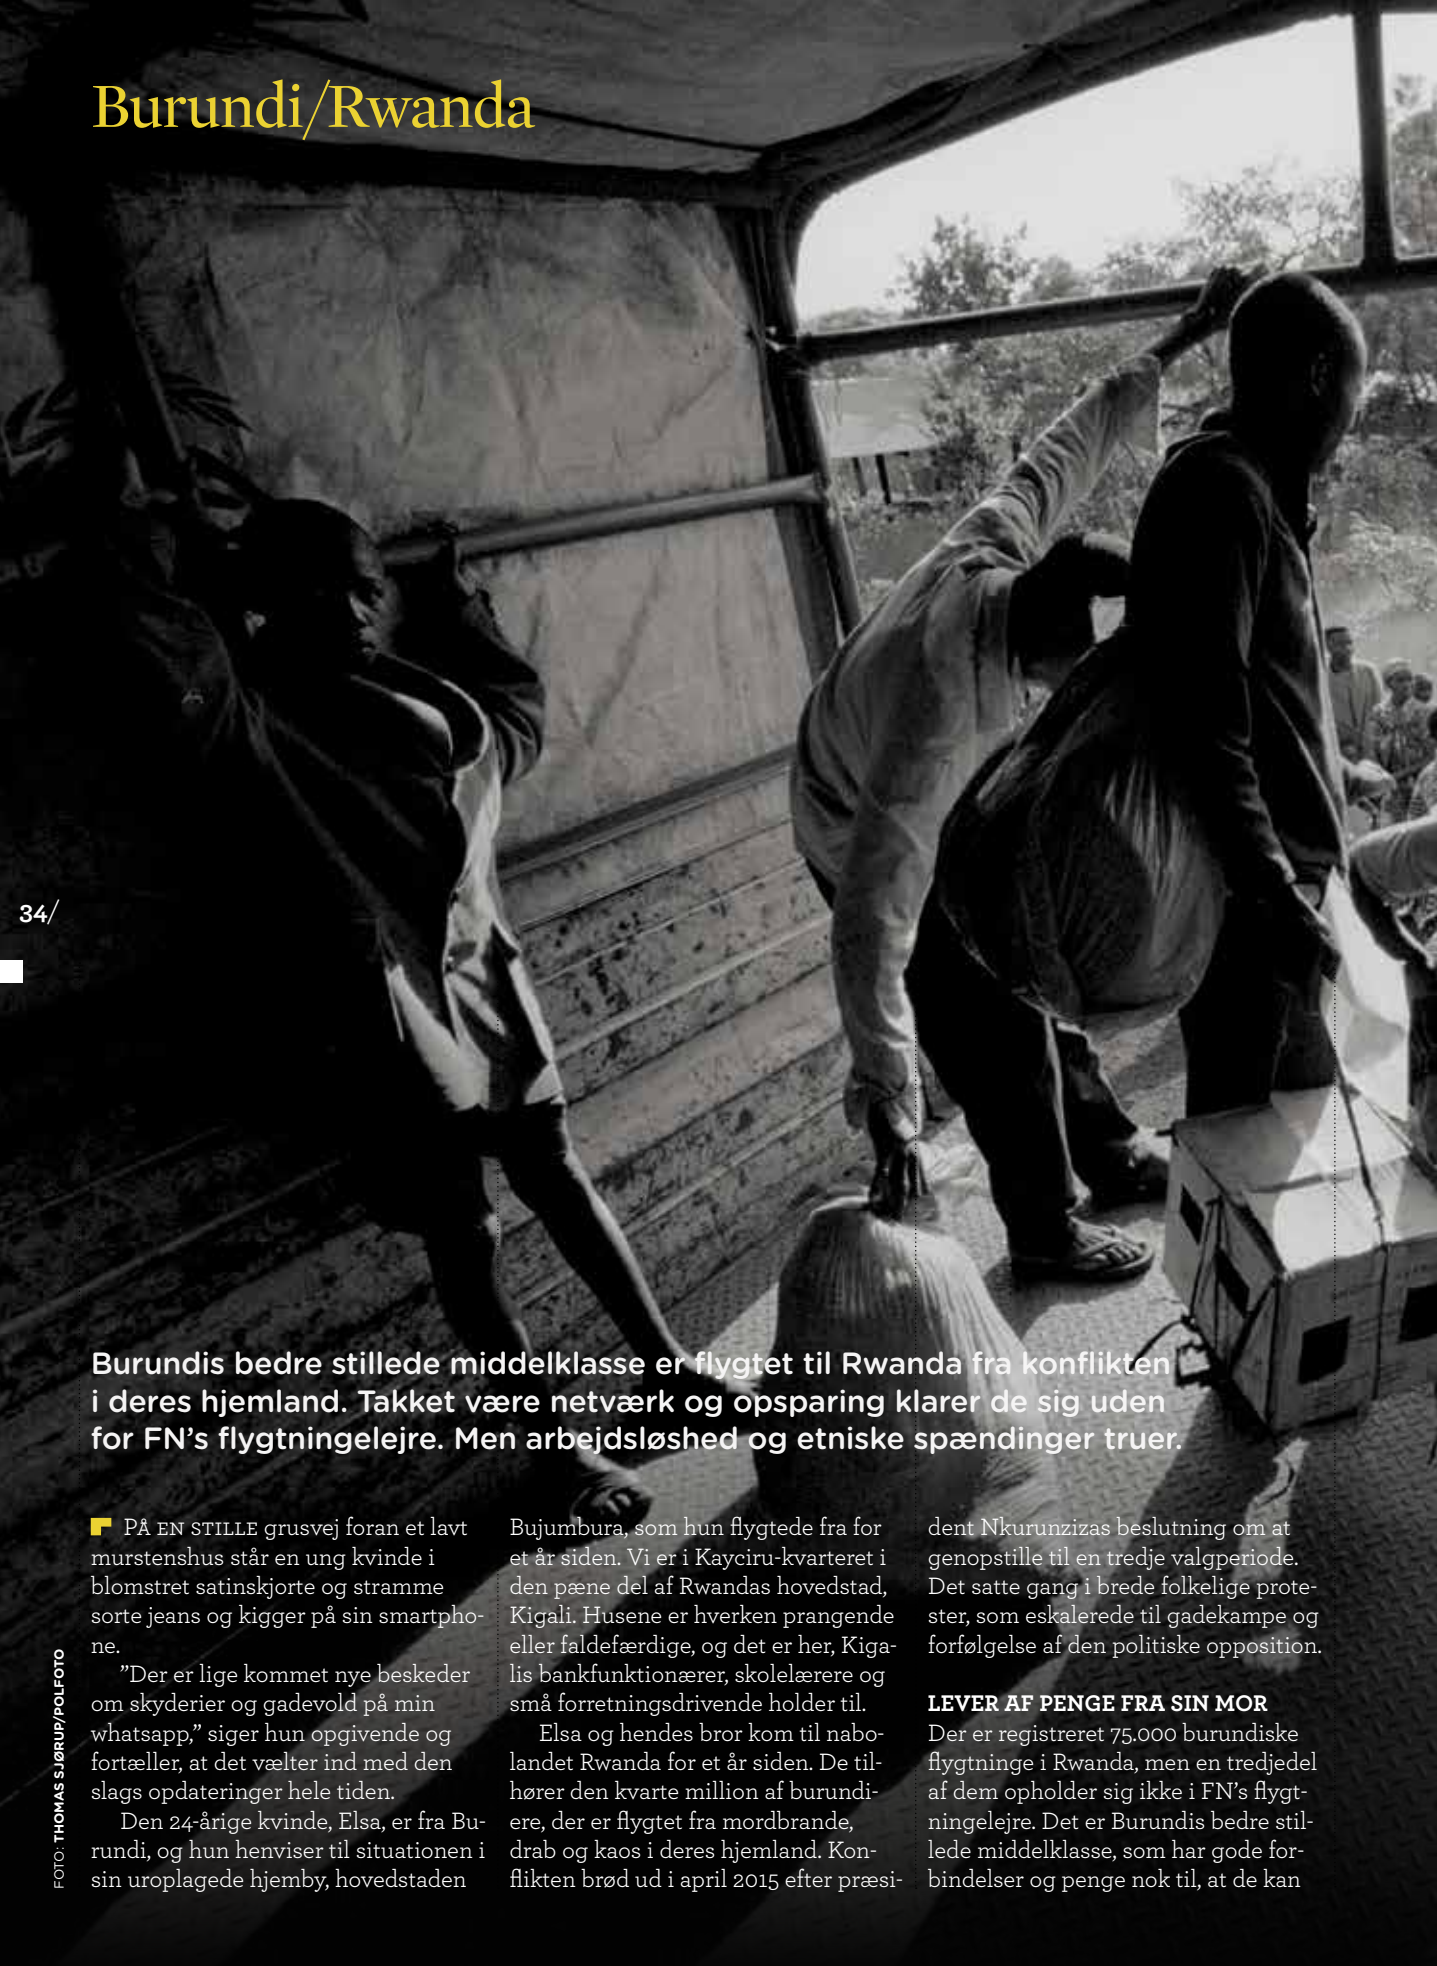 Burundi/Rwanda
34/
Burundis bedre stillede middelklasse er flygtet til Rwanda fra konflikten
i deres hjemland. Takket være netværk og opsparing klarer de sig uden
for FN’s flygtningelejre. Men arbejdsløshed og etniske spændinger truer.
PÅ EN STILLE grusvej foran et lavt
murstenshus står en ung kvinde i
blomstret satinskjorte og stramme
sorte jeans og kigger på sin smartpho-
ne.
”Der er lige kommet nye beskeder
om skyderier og gadevold på min
whatsapp,” siger hun opgivende og
fortæller, at det vælter ind med den
slags opdateringer hele tiden.
Den 24-årige kvinde, Elsa, er fra Bu-
rundi, og hun henviser til situationen i
sin uroplagede hjemby, hovedstaden
Bujumbura, som hun flygtede fra for
et år siden. Vi er i Kayciru-kvarteret i
den pæne del af Rwandas hovedstad,
Kigali. Husene er hverken prangende
eller faldefærdige, og det er her, Kiga-
lis bankfunktionærer, skolelærere og
små forretningsdrivende holder til.
Elsa og hendes bror kom til nabo-
landet Rwanda for et år siden. De til-
hører den kvarte million af burundi-
ere, der er flygtet fra mordbrande,
drab og kaos i deres hjemland. Kon-
flikten brød ud i april 2015 efter præsi-
dent Nkurunzizas beslutning om at
genopstille til en tredje valgperiode.
Det satte gang i brede folkelige prote-
ster, som eskalerede til gadekampe og
forfølgelse af den politiske opposition.
LEVER AF PENGE FRA SIN MOR
Der er registreret 75.000 burundiske
flygtninge i Rwanda, men en tredjedel
af dem opholder sig ikke i FN’s flygt-
ningelejre. Det er Burundis bedre stil-
lede middelklasse, som har gode for-
bindelser og penge nok til, at de kan
FOTO: THOMAS SJØRUP/POLFOTO